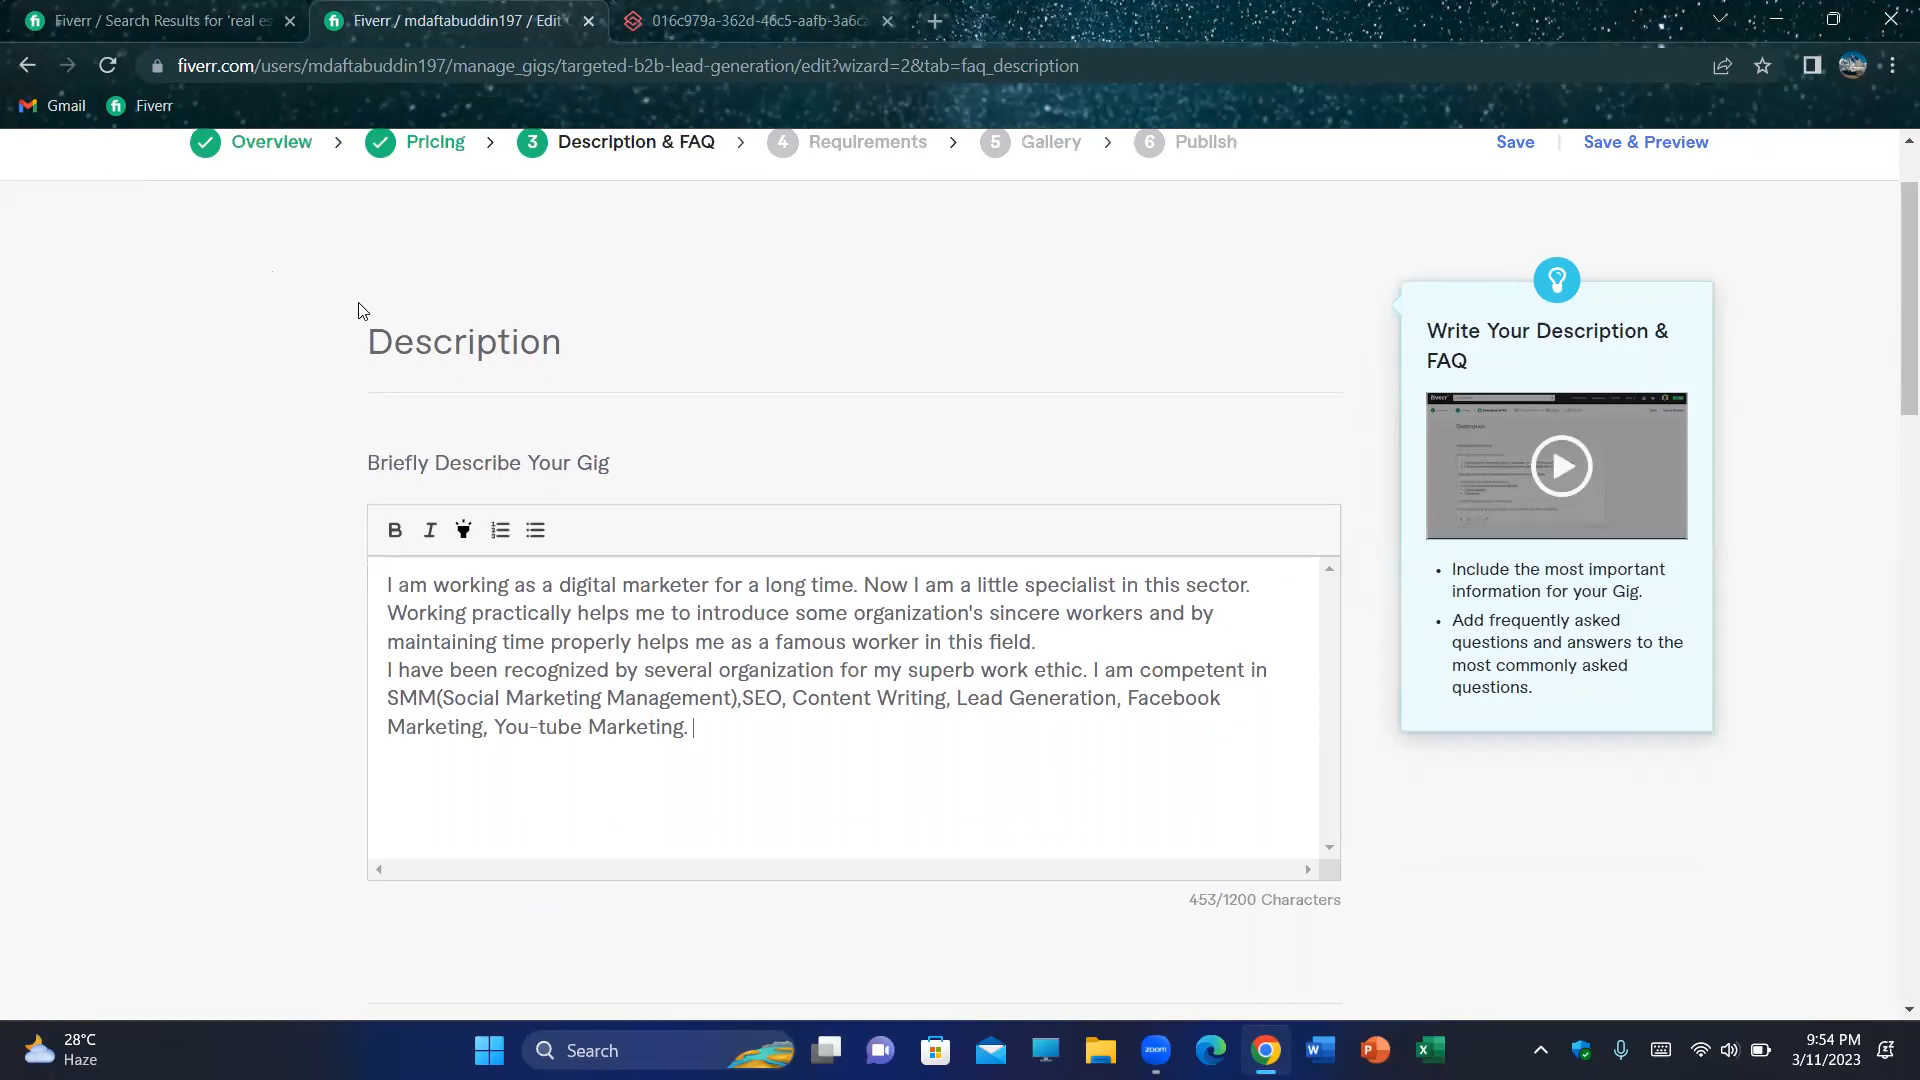 Fiverr / Search Results for 'real es
Fiverr / mdaftabuddin197 / Edit
016c979a-362d-46c5-aafb-3a6c
fiverr.com/users/mdaftabuddin197/manage_gigs/targeted-b2b-lead-generation/edit?wizard=2&tab=faq_description
Gmail
Fiverr
Overview
Pricing
3 Description & FAQ
4 Requirements
5 Gallery
6 Publish
Save
Save & Preview
Description
Briefly Describe Your Gig
B I
I am working as a digital marketer for a long time. Now I am a little specialist in this sector.
Working practically helps me to introduce some organization's sincere workers and by
maintaining time properly helps me as a famous worker in this field.
I have been recognized by several organization for my superb work ethic. I am competent in
SMM(Social Marketing Management),SEO, Content Writing, Lead Generation, Facebook
Marketing, You-tube Marketing.
453/1200 Characters
Write Your Description &
FAQ
• Include the most important
information for your Gig.
• Add frequently asked
questions and answers to the
most commonly asked
questions.
28°C
Haze
Search
zoom
9:54 PM
3/11/2023